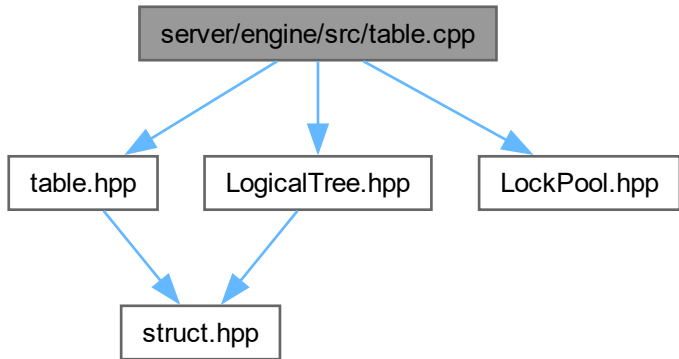 server/engine/src/table.cpp
table.hpp
LogicalTree.hpp
LockPool.hpp
struct.hpp